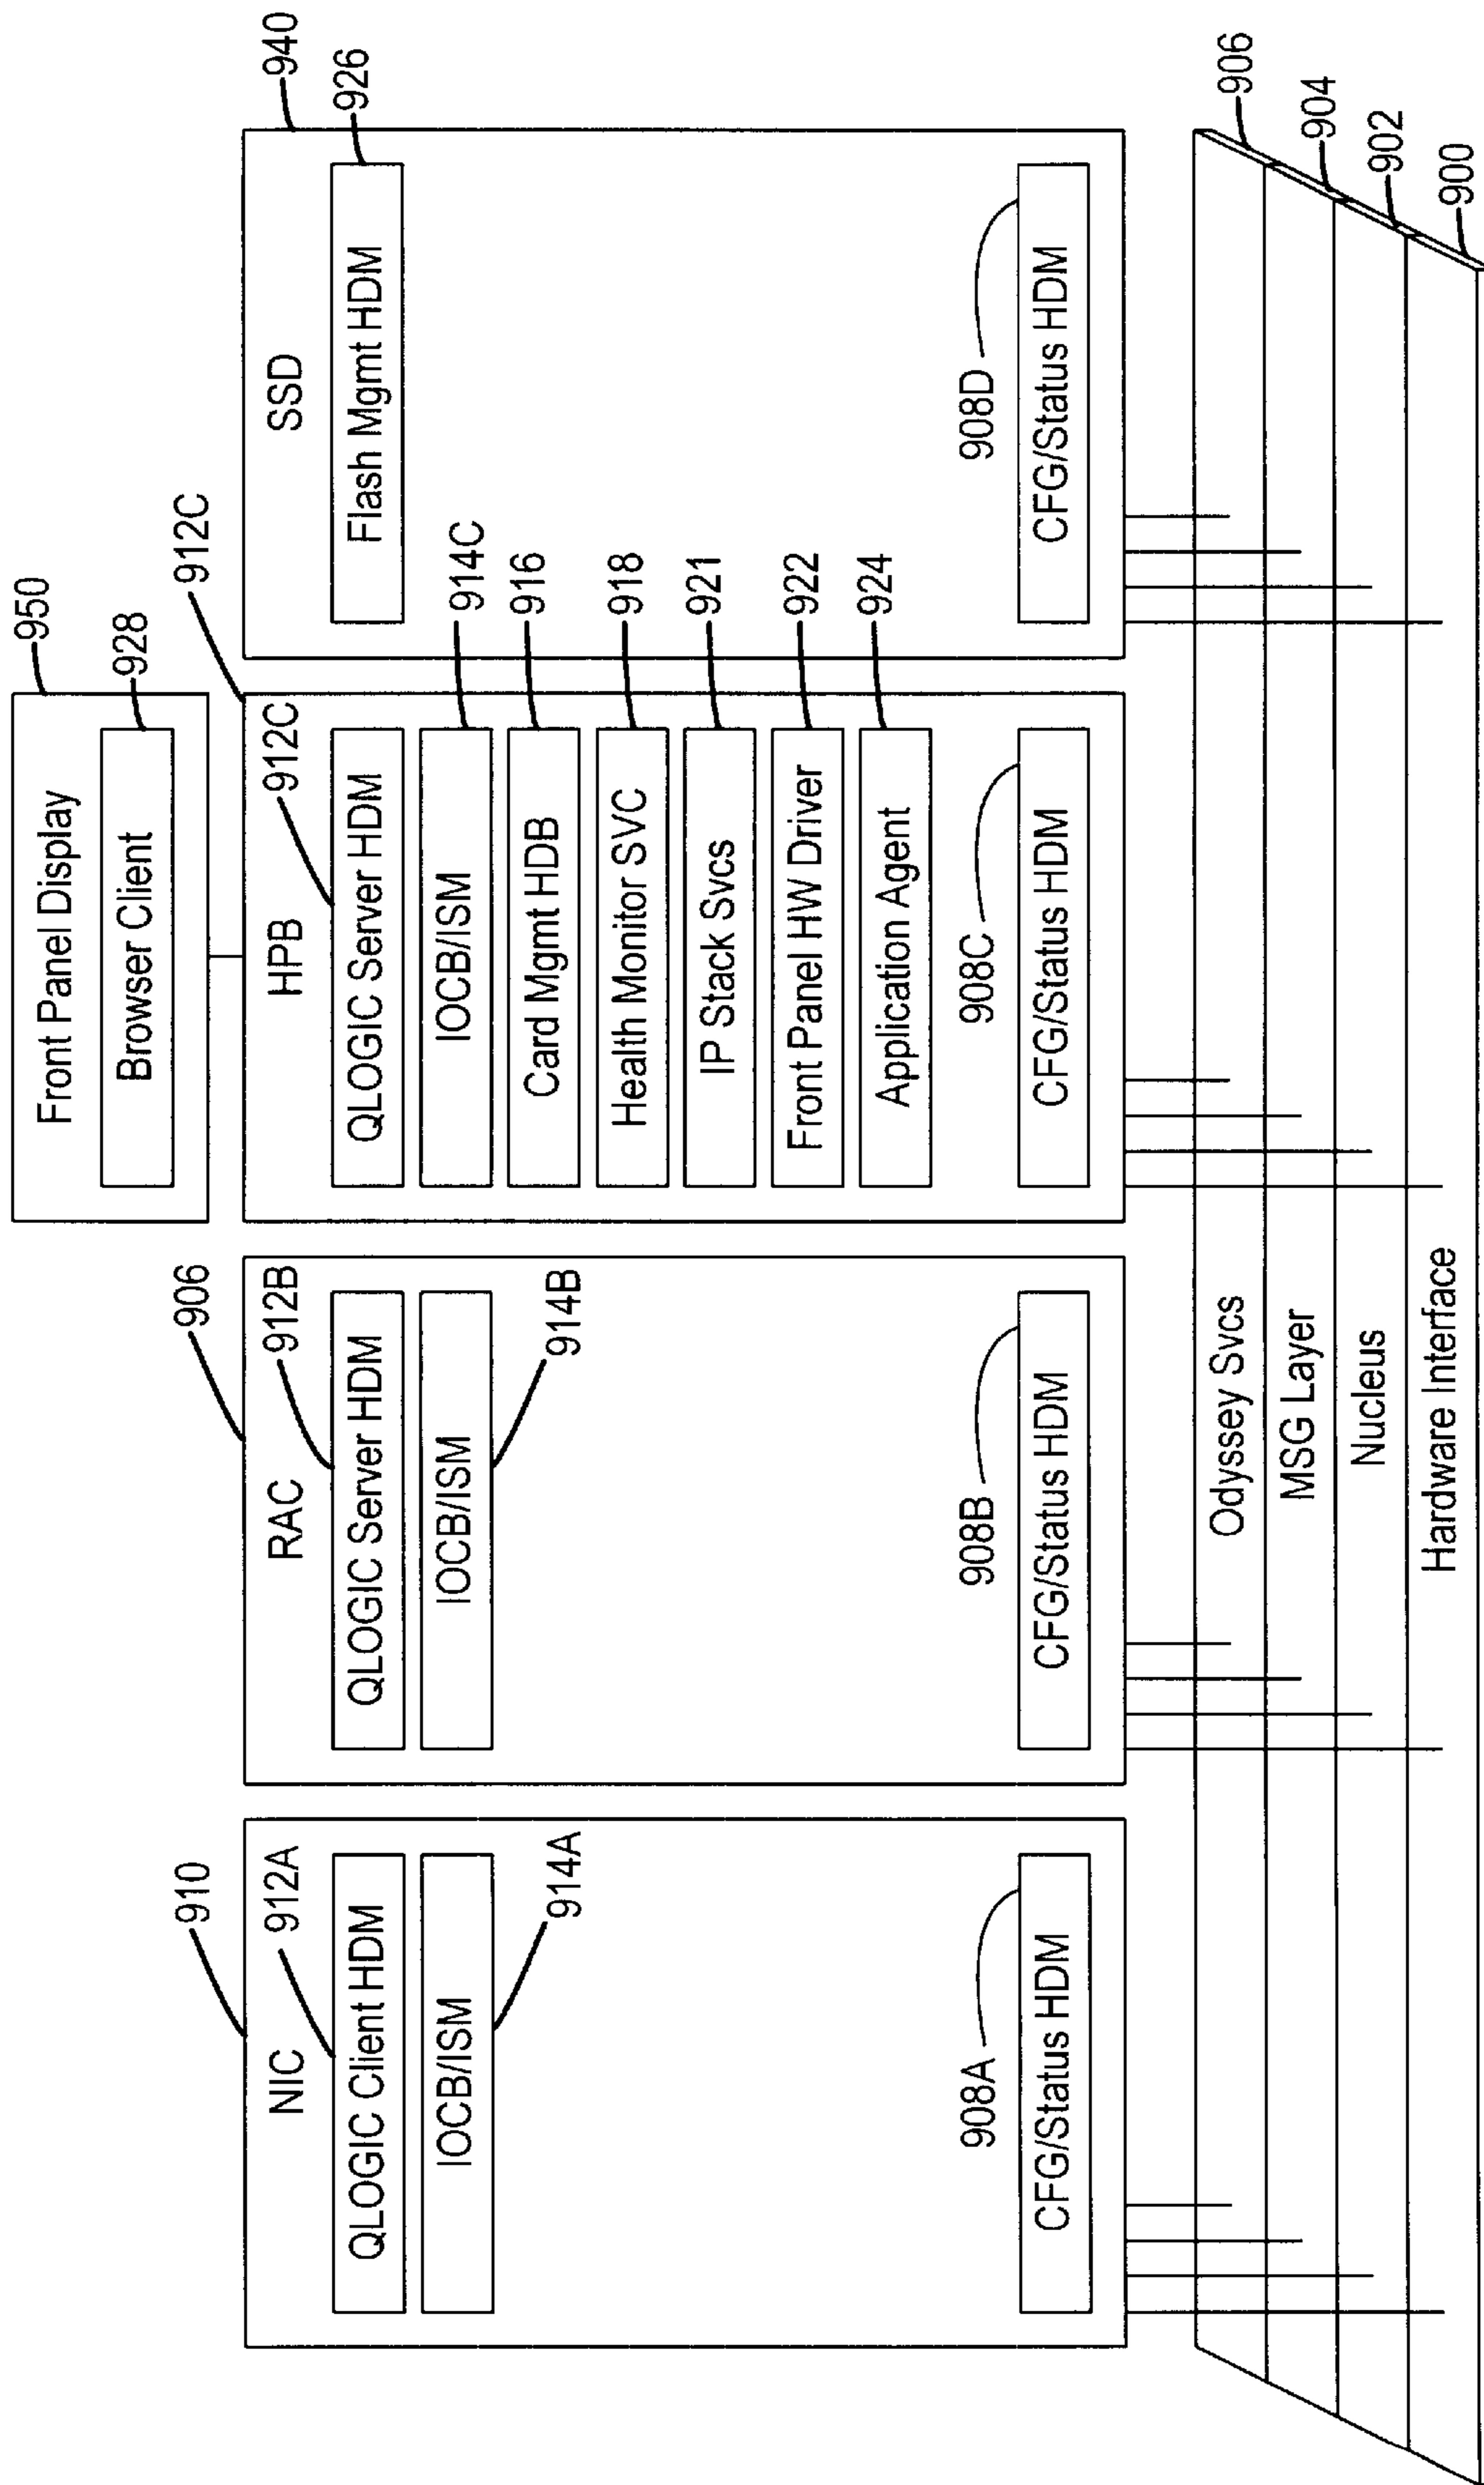 950
Front Panel Display
928
Browser Client
910
NIC
912A
QLOGIC Client HDM
IOCB/ISM
914A
908A
CFG/Status HDM
906
RAC
912B
QLOGIC Server HDM
IOCB/ISM
914B
908B
CFG/Status HDM
912C
HPB
912C
QLOGIC Server HDM
IOCB/ISM
914C
Card Mgmt HDB
916
Health Monitor SVC
918
IP Stack Svcs
921
Front Panel HW Driver
922
Application Agent
924
908C
CFG/Status HDM
940
SSD
926
Flash Mgmt HDM
908D
CFG/Status HDM
Odyssey Svcs
906
MSG Layer
904
Nucleus
902
Hardware Interface
900